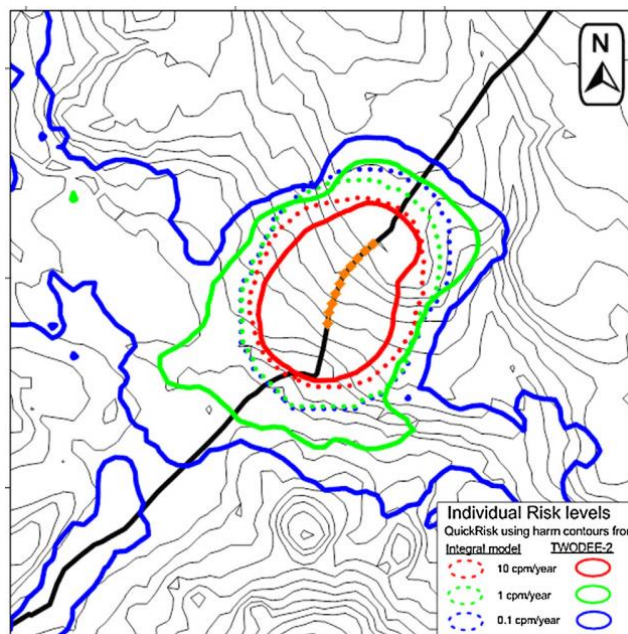 N
Individual Risk levels
QuickRisk using harm contours from
Integral model TWODEE-2
10 cpm/year
1 cpm/year
0.1 cpm/year